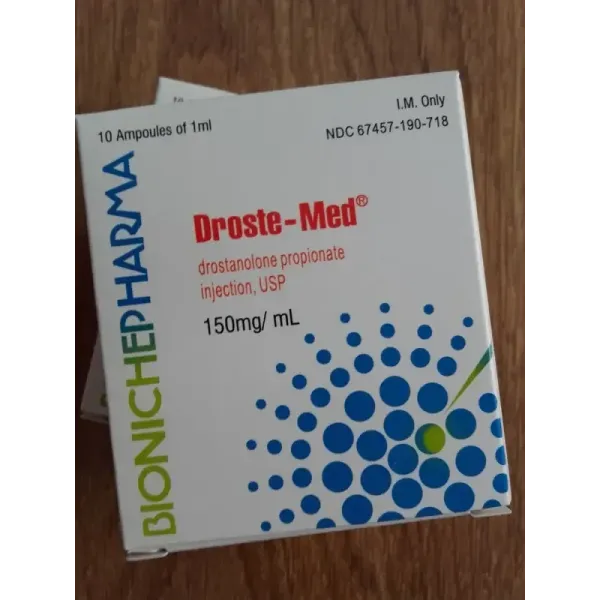 10 Ampoules of 1ml
I.M. Only
NDC 67457-190-718
BIONICHEPHARMA
Droste-Med®
drostanolone propionate
injection, USP
150mg/ mL